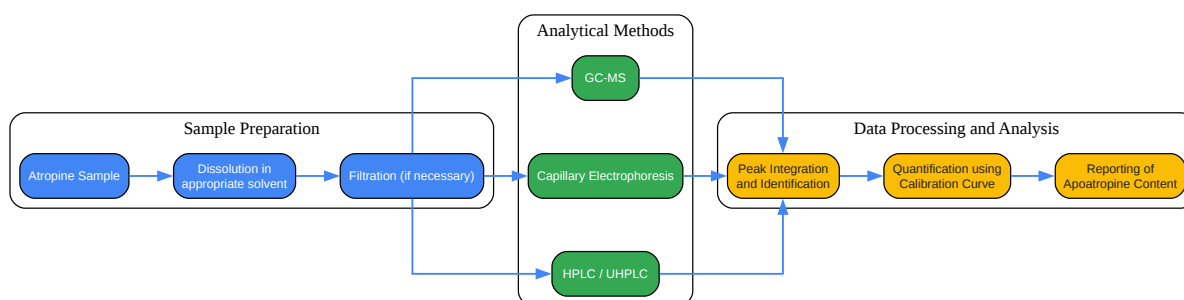 Analytical Methods
GC-MS
Sample Preparation
Data Processing and Analysis
Atropine Sample
Dissolution in
appropriate solvent
Filtration (if necessary)
Capillary Electrophoresis
Peak Integration
and Identification
Quantification using
Calibration Curve
Reporting of
Apoatropine Content
HPLC / UHPLC